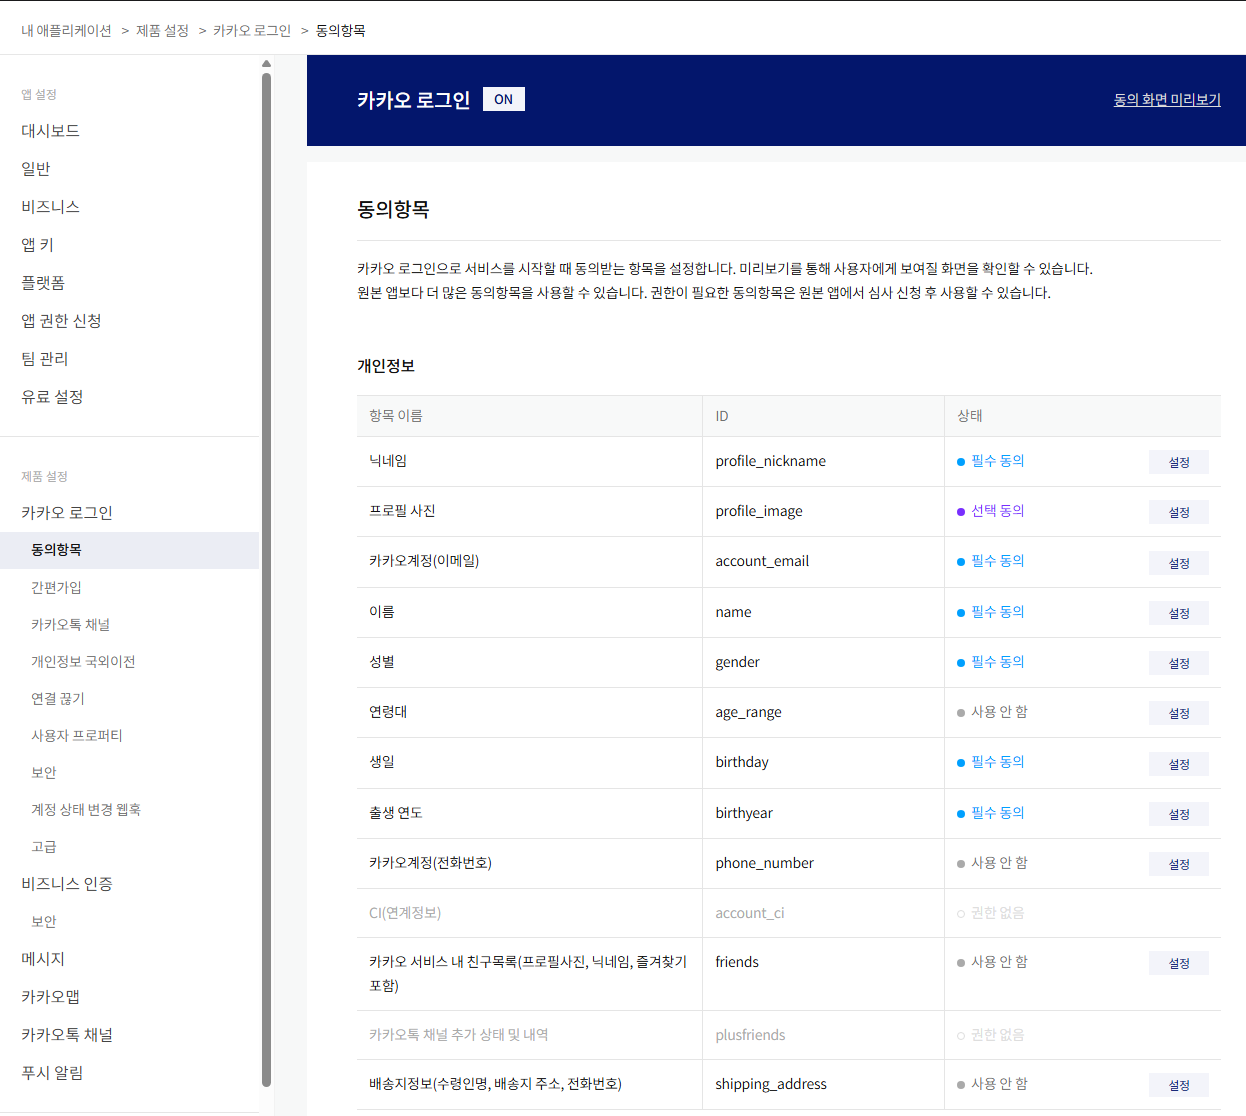 내 애플리케이션 > 제품 설정 > 카카오 로그인 > 동의항목
앱 설정
대시보드
일반
비즈니스
앱 키
플랫폼
앱 권한 신청
팀 관리
유료 설정
제품 설정
카카오 로그인
동의항목
간편가입
카카오톡 채널
개인정보 국외이전
연결 끊기
사용자 프로퍼티
보안
계정 상태 변경 웹훅
고급
비즈니스 인증
보안
메시지
카카오맵
카카오톡 채널
푸시 알림
카카오 로그인 ON 동의 화면 미리보기
동의항목
카카오 로그인으로 서비스를 시작할 때 동의받는 항목을 설정합니다. 미리보기를 통해 사용자에게 보여질 화면을 확인할 수 있습니다.
원본 앱보다 더 많은 동의항목을 사용할 수 있습니다. 권한이 필요한 동의항목은 원본 앱에서 심사 신청 후 사용할 수 있습니다.
개인정보
항목 이름 ID 상태
닉네임 profile_nickname 필수 동의 설정
프로필 사진 profile_image 선택 동의 설정
카카오계정(이메일) account_email 필수 동의 설정
이름 name 필수 동의 설정
성별 gender 필수 동의 설정
연령대 age_range 사용 안 함 설정
생일 birthday 필수 동의 설정
출생 연도 birthyear 필수 동의 설정
카카오계정(전화번호) phone_number 사용 안 함 설정
CI(연계정보) account_ci 권한 없음
카카오 서비스 내 친구목록(프로필사진, 닉네임, 즐겨찾기 friends 사용 안 함 설정
포함)
카카오톡 채널 추가 상태 및 내역 plusfriends 권한 없음
배송지정보(수령인명, 배송지 주소, 전화번호) shipping_address 사용 안 함 설정